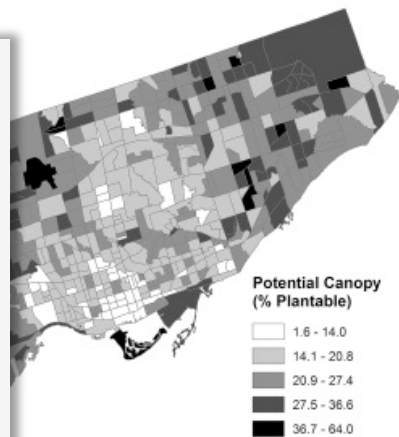 Potential Canopy
(% Plantable)
1.6 - 14.0
14.1 - 20.8
20.9 - 27.4
27.5 - 36.6
36.7 - 64.0